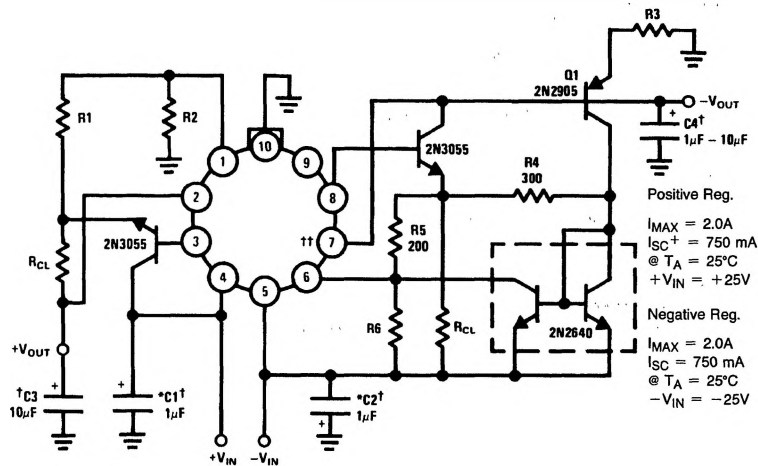 R3
Q1
2N2905
−VOUT
C4†
1μF – 10μF
+
R1
R2
10
1
9
2
8
3
7
††
4
5
6
2N3055
2N3055
R4
300
R5
200
R6
RCL
RCL
2N2640
+VOUT
+
†C3
10μF
+
*C1†
1μF
+VIN
−VIN
*C2†
1μF
+
Positive Reg.
IMAX = 2.0A
ISC+ = 750 mA
@ TA = 25°C
+VIN = +25V
Negative Reg.
IMAX = 2.0A
ISC = 750 mA
@ TA = 25°C
−VIN = −25V